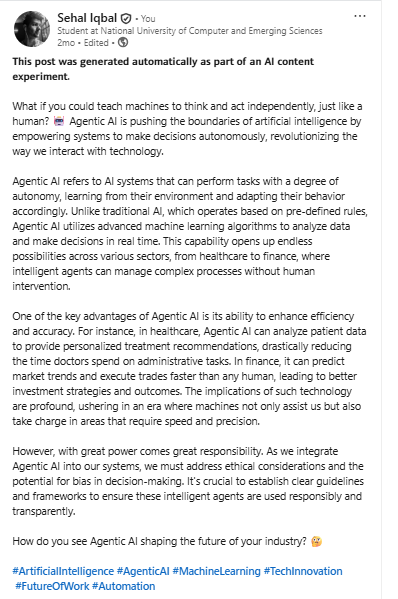 Sehal Iqbal • You
Student at National University of Computer and Emerging Sciences
2mo • Edited •
This post was generated automatically as part of an AI content
experiment.
What if you could teach machines to think and act independently, just like a
human? 🤖 Agentic AI is pushing the boundaries of artificial intelligence by
empowering systems to make decisions autonomously, revolutionizing the
way we interact with technology.
Agentic AI refers to AI systems that can perform tasks with a degree of
autonomy, learning from their environment and adapting their behavior
accordingly. Unlike traditional AI, which operates based on pre-defined rules,
Agentic AI utilizes advanced machine learning algorithms to analyze data
and make decisions in real time. This capability opens up endless
possibilities across various sectors, from healthcare to finance, where
intelligent agents can manage complex processes without human
intervention.
One of the key advantages of Agentic AI is its ability to enhance efficiency
and accuracy. For instance, in healthcare, Agentic AI can analyze patient data
to provide personalized treatment recommendations, drastically reducing
the time doctors spend on administrative tasks. In finance, it can predict
market trends and execute trades faster than any human, leading to better
investment strategies and outcomes. The implications of such technology
are profound, ushering in an era where machines not only assist us but also
take charge in areas that require speed and precision.
However, with great power comes great responsibility. As we integrate
Agentic AI into our systems, we must address ethical considerations and the
potential for bias in decision-making. It's crucial to establish clear guidelines
and frameworks to ensure these intelligent agents are used responsibly and
transparently.
How do you see Agentic AI shaping the future of your industry? 🤔
#ArtificialIntelligence #AgenticAI #MachineLearning #TechInnovation
#FutureOfWork #Automation